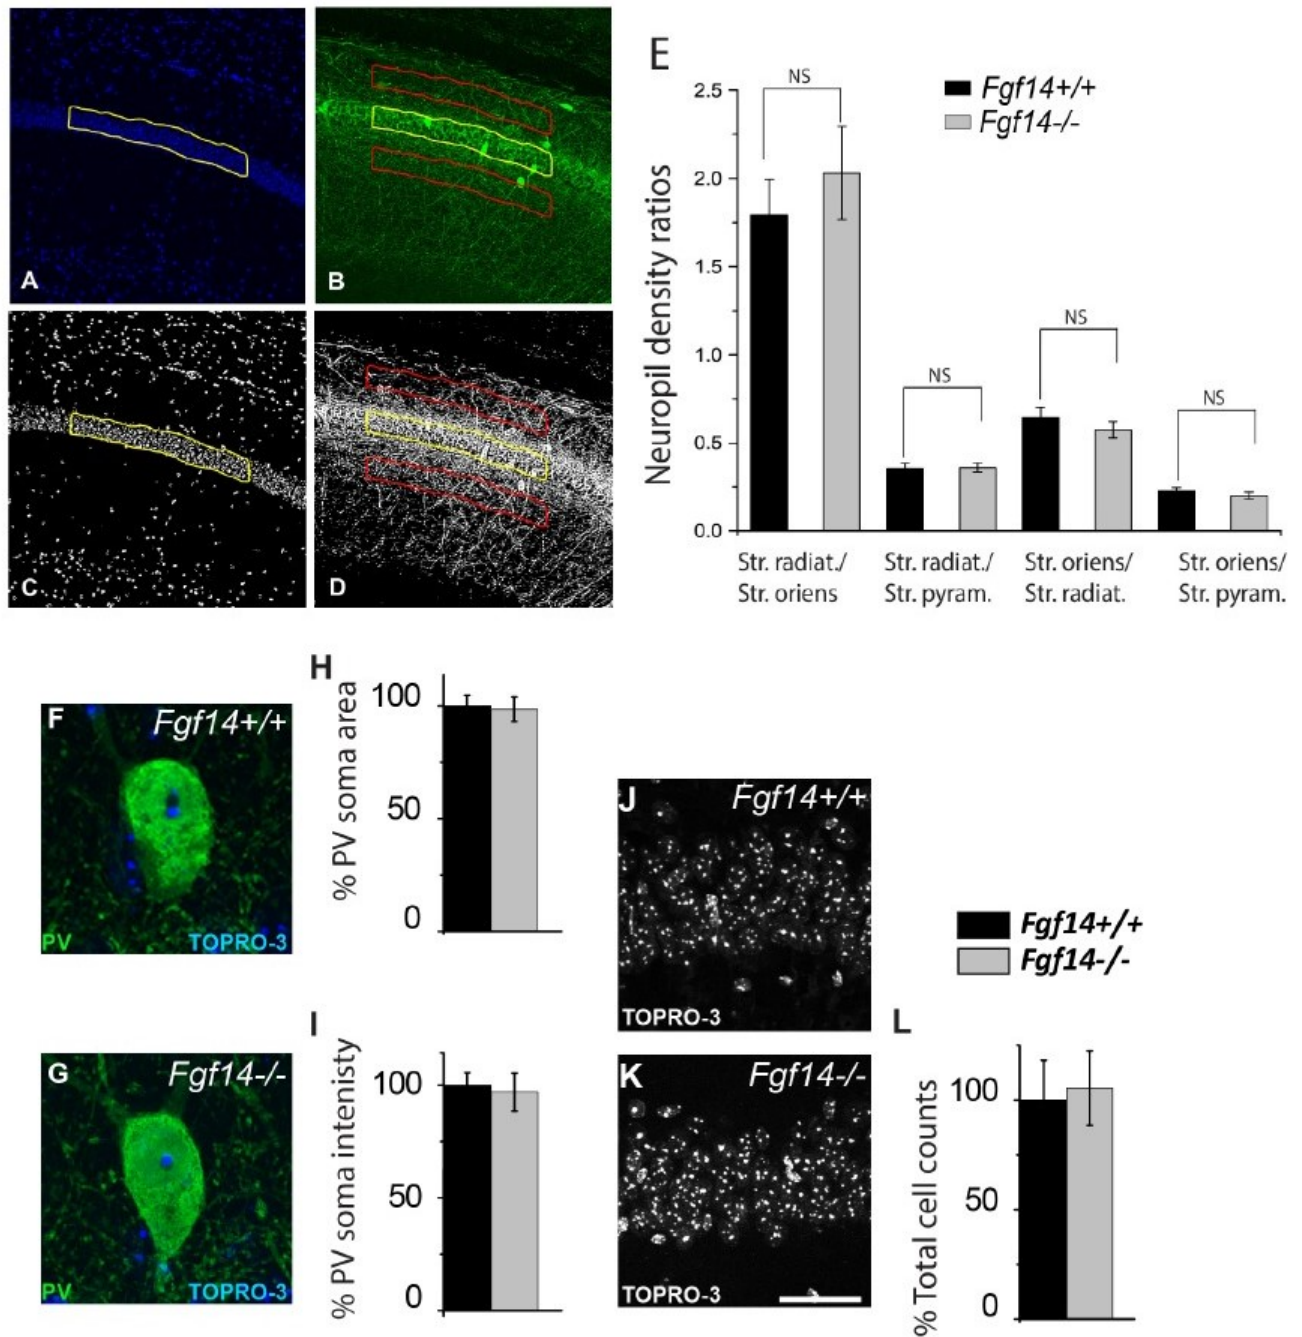 A
B
C
D
E
Neuropil density ratios
2.5
2.0
1.5
1.0
0.5
0.0
NS
NS
NS
NS
Fgf14+/+
Fgf14-/-
Str. radiat./
Str. oriens
Str. radiat./
Str. pyram.
Str. oriens/
Str. radiat.
Str. oriens/
Str. pyram.
F
Fgf14+/+
PV
TOPRO-3
G
Fgf14-/-
PV
TOPRO-3
H
% PV soma area
100
50
0
I
% PV soma intenisty
100
50
0
J
Fgf14+/+
TOPRO-3
K
Fgf14-/-
TOPRO-3
Fgf14+/+
Fgf14-/-
L
% Total cell counts
100
50
0